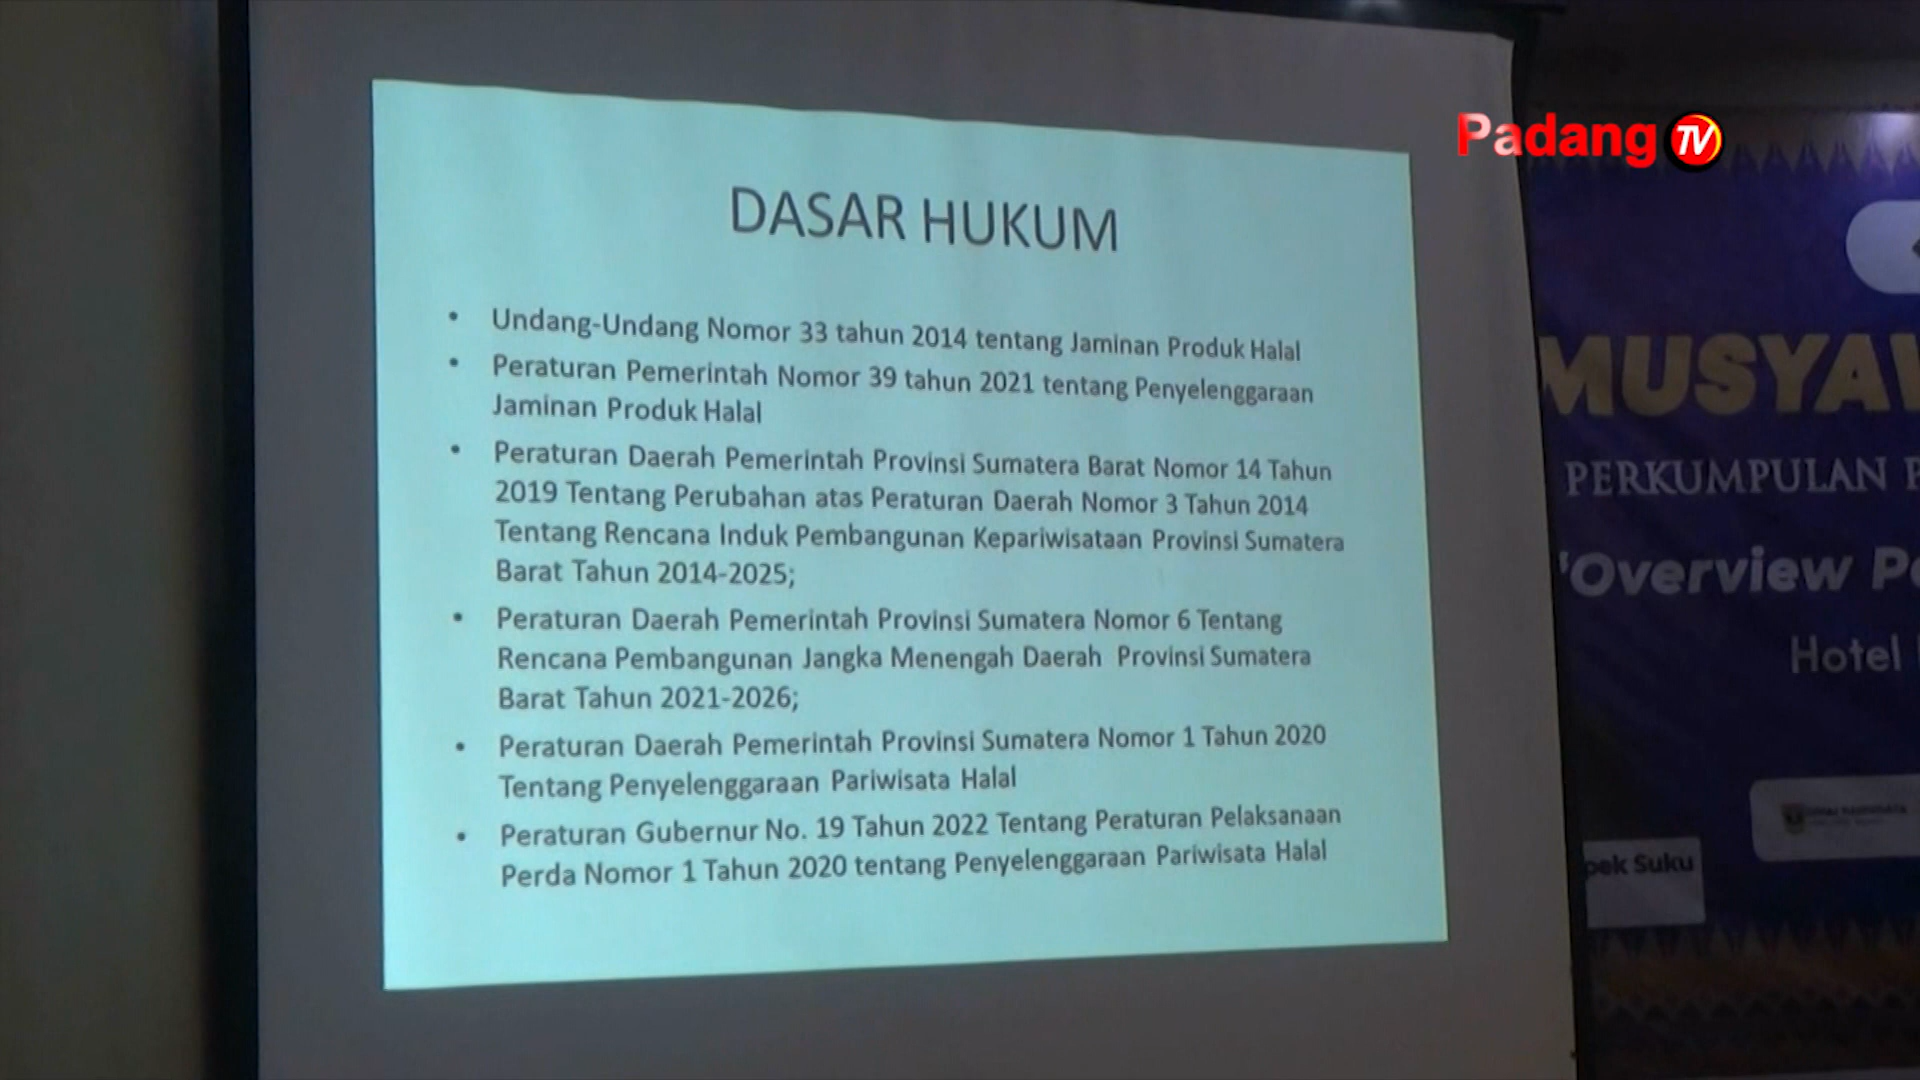 Padang TV
DASAR HUKUM
• Undang-Undang Nomor 33 tahun 2014 tentang Jaminan Produk Halal
• Peraturan Pemerintah Nomor 39 tahun 2021 tentang Penyelenggaraan
Jaminan Produk Halal
• Peraturan Daerah Pemerintah Provinsi Sumatera Barat Nomor 14 Tahun
2019 Tentang Perubahan atas Peraturan Daerah Nomor 3 Tahun 2014
Tentang Rencana Induk Pembangunan Kepariwisataan Provinsi Sumatera
Barat Tahun 2014-2025;
• Peraturan Daerah Pemerintah Provinsi Sumatera Nomor 6 Tentang
Rencana Pembangunan Jangka Menengah Daerah Provinsi Sumatera
Barat Tahun 2021-2026;
• Peraturan Daerah Pemerintah Provinsi Sumatera Nomor 1 Tahun 2020
Tentang Penyelenggaraan Pariwisata Halal
• Peraturan Gubernur No. 19 Tahun 2022 Tentang Peraturan Pelaksanaan
Perda Nomor 1 Tahun 2020 tentang Penyelenggaraan Pariwisata Halal
MUSYA
PERKUMPULAN P
"Overview Pe
Hotel
pek Suku